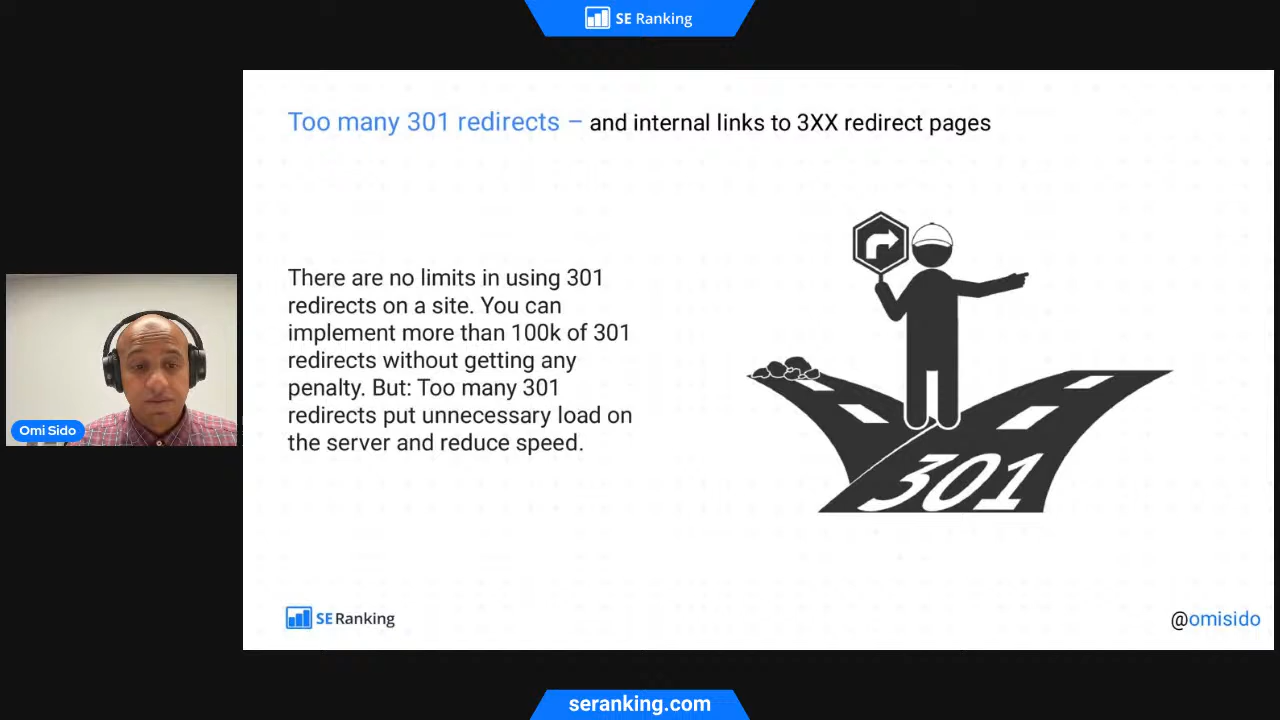 SE Ranking
Too many 301 redirects – and internal links to 3XX redirect pages
There are no limits in using 301
redirects on a site. You can
implement more than 100k of 301
redirects without getting any
penalty. But: Too many 301
redirects put unnecessary load on
the server and reduce speed.
301
Omi Sido
SE Ranking
@omisido
seranking.com